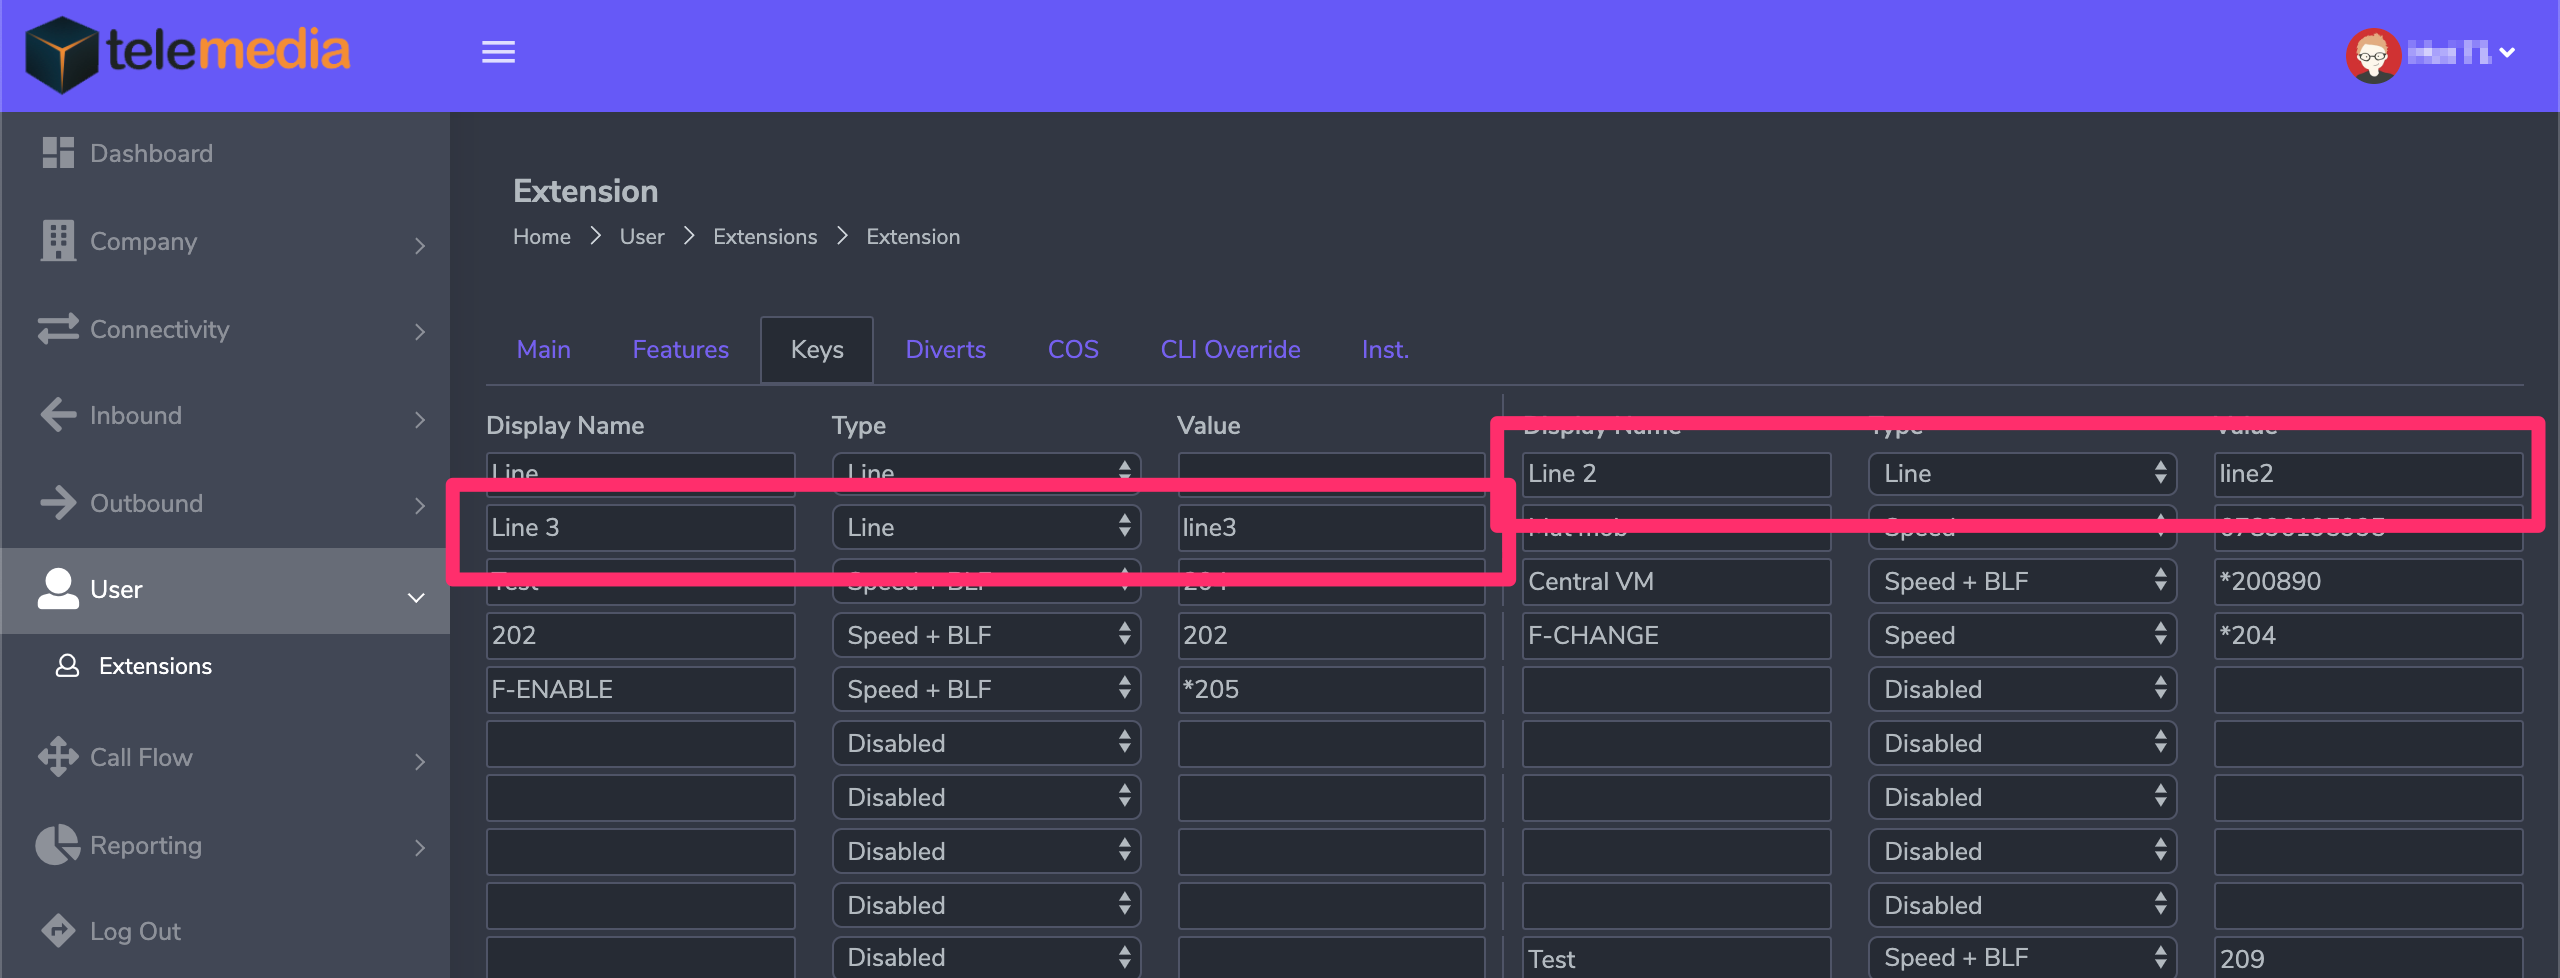 telemedia
Dashboard
Company
Connectivity
Inbound
Outbound
User
Extensions
Call Flow
Reporting
Log Out
Extension
Home > User > Extensions > Extension
Main Features Keys Diverts COS CLI Override Inst.
Display Name Type Value Display Name Type Value
Line Line Line 2 Line line2
Line 3 Line line3 Mat mob Speed
Test Speed + BLF 204 Central VM Speed + BLF *200890
202 Speed + BLF 202 F-CHANGE Speed *204
F-ENABLE Speed + BLF *205 Disabled
Disabled Disabled
Disabled Disabled
Disabled Disabled
Disabled Disabled
Disabled Test Speed + BLF 209